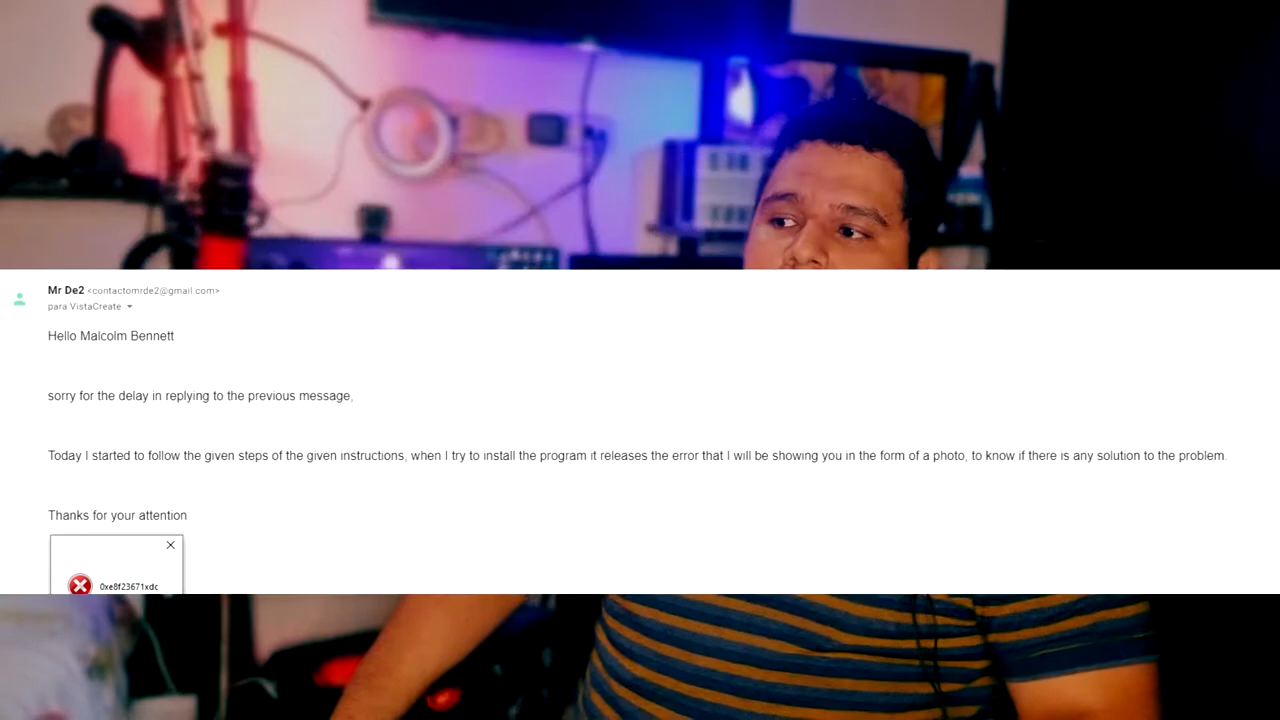 Mr De2 <contactomrde2@gmail.com>
para VistaCreate
Hello Malcolm Bennett
sorry for the delay in replying to the previous message,
Today I started to follow the given steps of the given instructions, when I try to install the program it releases the error that I will be showing you in the form of a photo, to know if there is any solution to the problem.
Thanks for your attention
0xe8f23671xdc